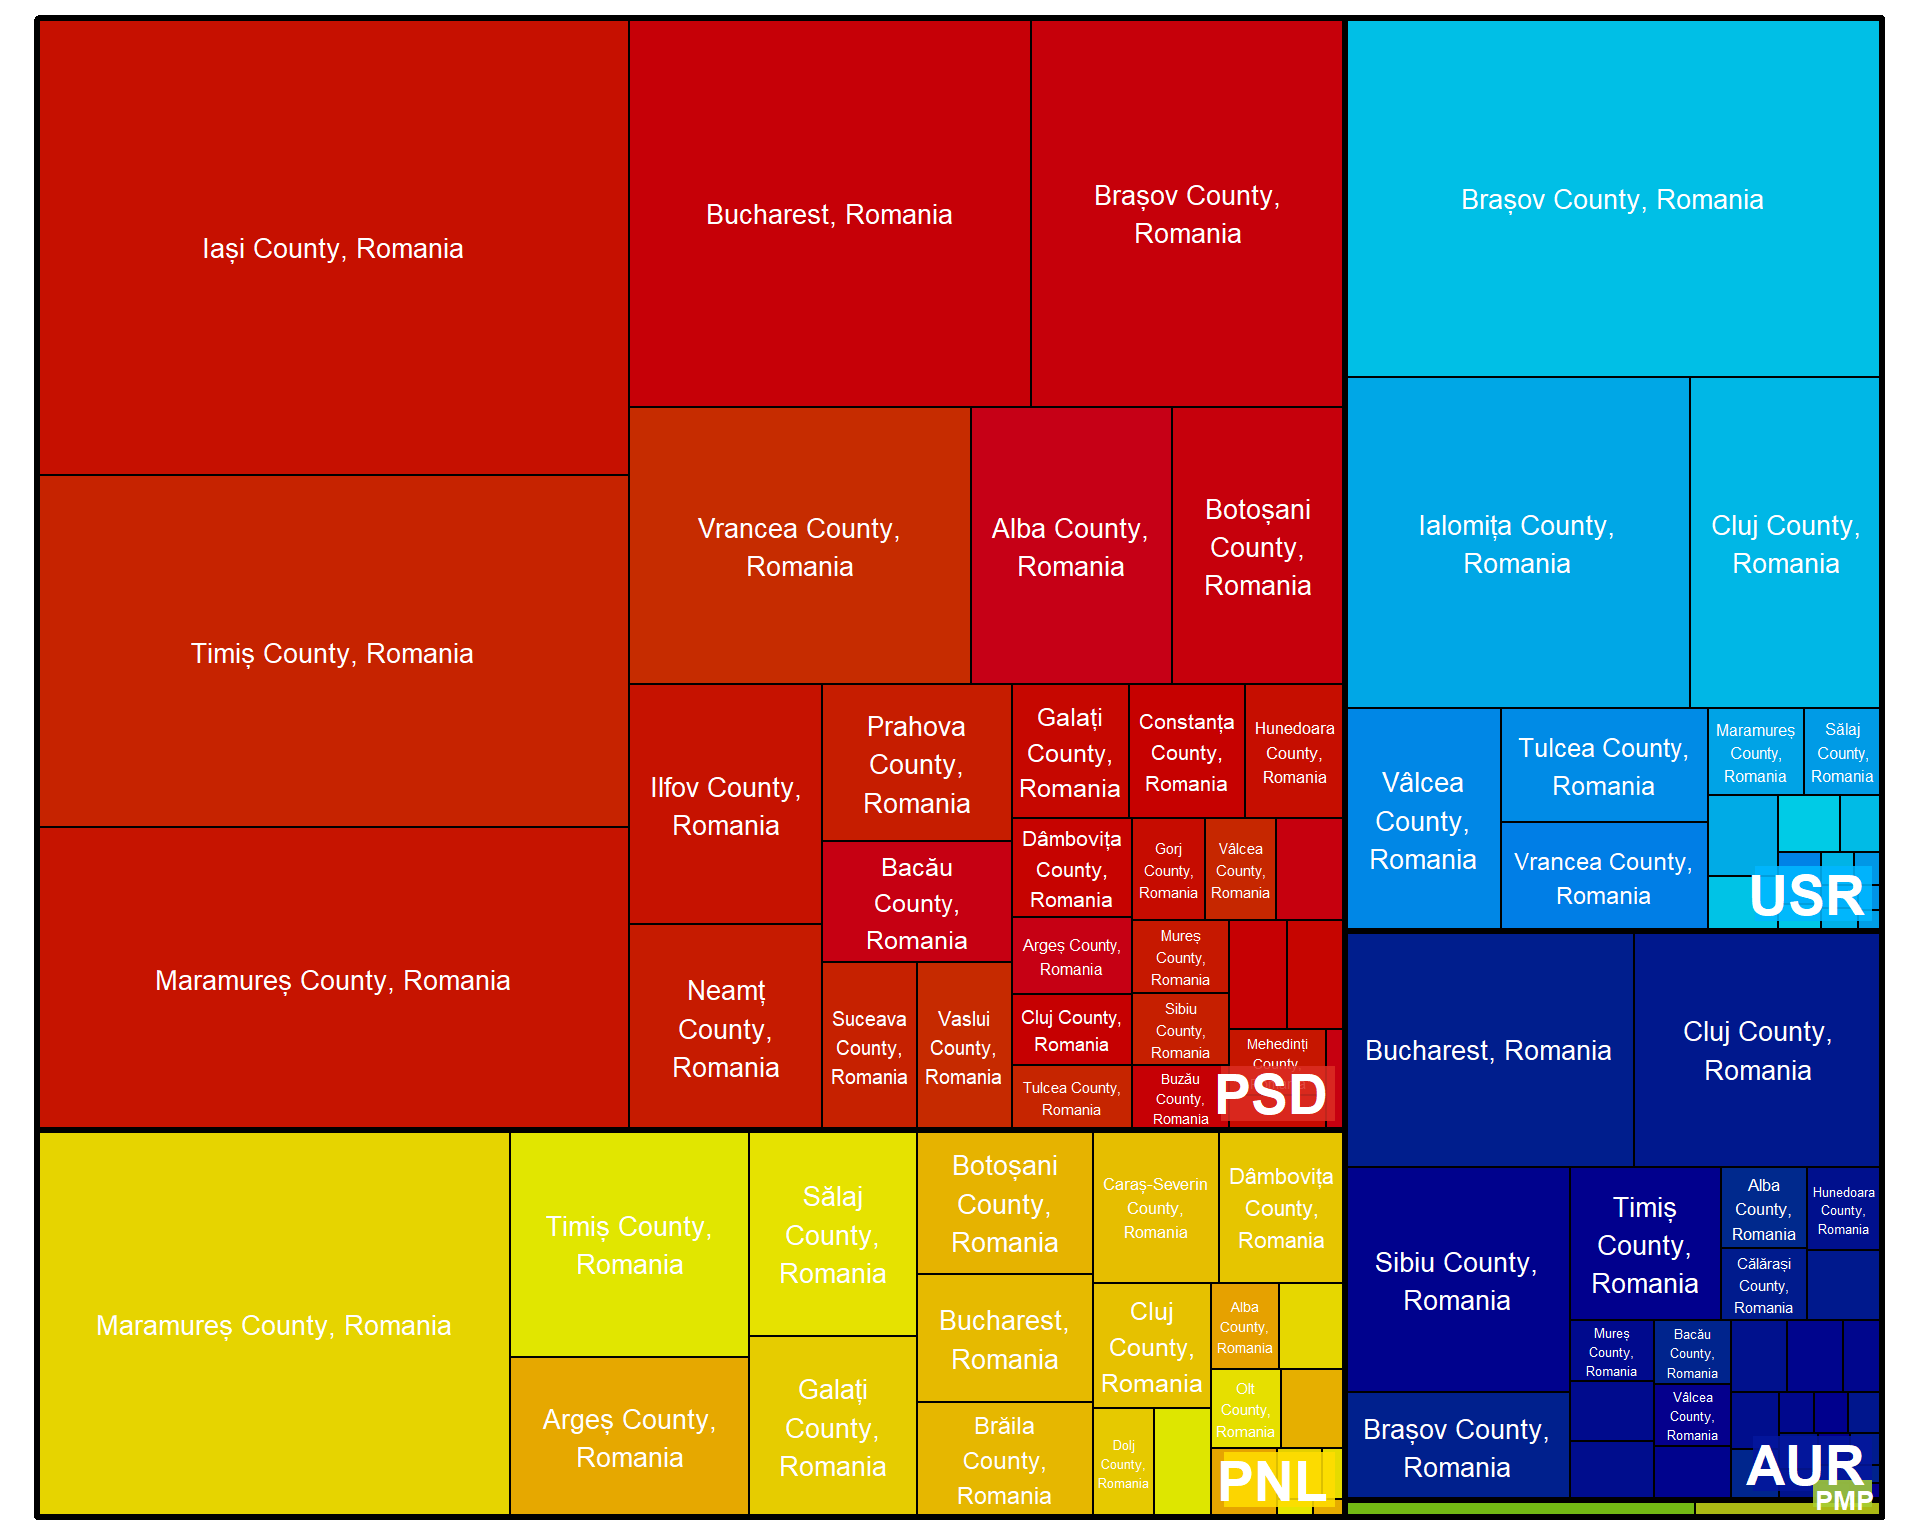 Iași County, Romania
Timiș County, Romania
Maramureș County, Romania
Bucharest, Romania
Brașov County,
Romania
Vrancea County,
Romania
Alba County,
Romania
Botoșani
County,
Romania
Ilfov County,
Romania
Neamț
County,
Romania
Prahova
County,
Romania
Bacău
County,
Romania
Suceava
County,
Romania
Vaslui
County,
Romania
Galați
County,
Romania
Constanța
County,
Romania
Hunedoara
County,
Romania
Dâmbovița
County,
Romania
Gorj
County,
Romania
Vâlcea
County,
Romania
Argeș County,
Romania
Mureș
County,
Romania
Cluj County,
Romania
Sibiu
County,
Romania
Tulcea County,
Romania
Buzău
County,
Romania
Mehedinți
County,
PSD
Brașov County, Romania
Ialomița County,
Romania
Cluj County,
Romania
Vâlcea
County,
Romania
Tulcea County,
Romania
Vrancea County,
Romania
Maramureș
County,
Romania
Sălaj
County,
Romania
USR
Maramureș County, Romania
Timiș County,
Romania
Argeș County,
Romania
Sălaj
County,
Romania
Galați
County,
Romania
Botoșani
County,
Romania
Bucharest,
Romania
Brăila
County,
Romania
Caraș-Severin
County,
Romania
Dâmbovița
County,
Romania
Cluj
County,
Romania
Alba
County,
Romania
Olt
County,
Romania
Dolj
County,
Romania
PNL
Bucharest, Romania
Cluj County,
Romania
Sibiu County,
Romania
Brașov County,
Romania
Timiș
County,
Romania
Alba
County,
Romania
Hunedoara
County,
Romania
Călărași
County,
Romania
Mureș
County,
Romania
Bacău
County,
Romania
Vâlcea
County,
Romania
AUR
PMP